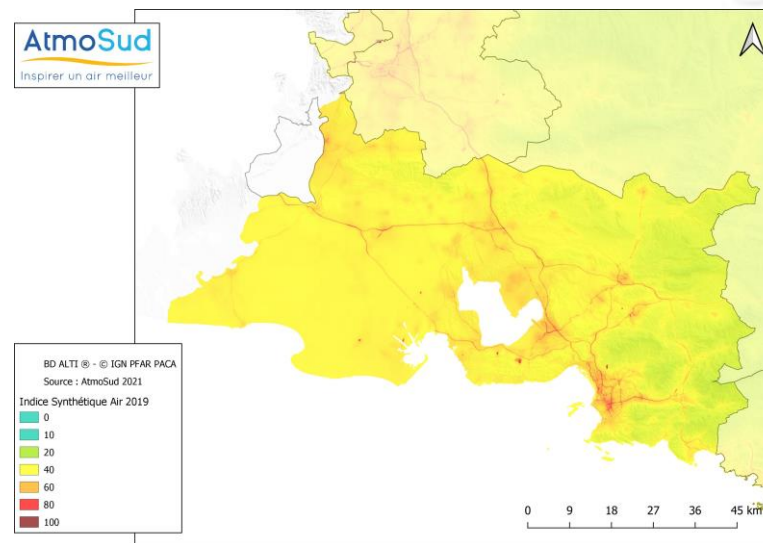 AtmoSud
Inspirer un air meilleur
BD ALTI ® - © IGN PFAR PACA
Source : AtmoSud 2021
Indice Synthétique Air 2019
0
10
20
40
60
80
100
0 9 18 27 36 45 km